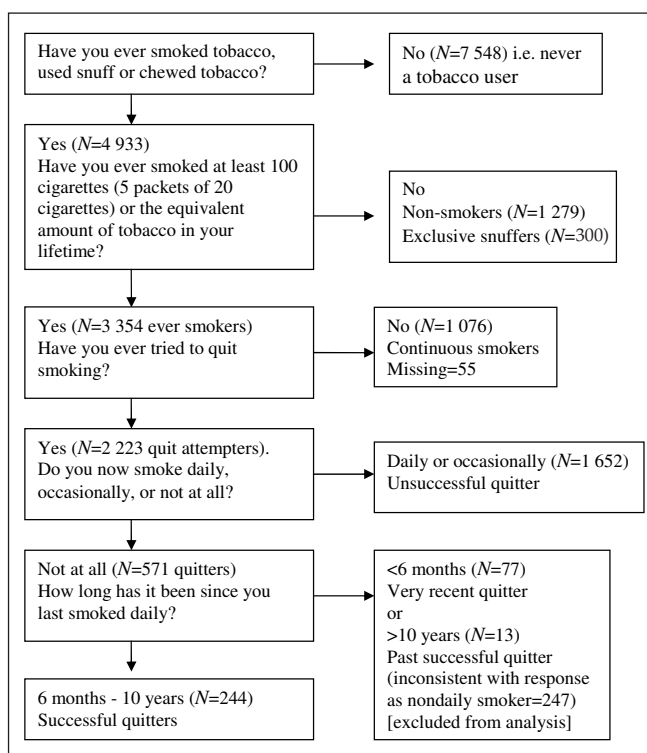 Have you ever smoked tobacco,
used snuff or chewed tobacco?
No (N=7 548) i.e. never
a tobacco user
Yes (N=4 933)
Have you ever smoked at least 100
cigarettes (5 packets of 20
cigarettes) or the equivalent
amount of tobacco in your
lifetime?
No
Non-smokers (N=1 279)
Exclusive snuffers (N=300)
Yes (N=3 354 ever smokers)
Have you ever tried to quit
smoking?
No (N=1 076)
Continuous smokers
Missing=55
Yes (N=2 223 quit attempters).
Do you now smoke daily,
occasionally, or not at all?
Daily or occasionally (N=1 652)
Unsuccessful quitter
Not at all (N=571 quitters)
How long has it been since you
last smoked daily?
<6 months (N=77)
Very recent quitter
or
>10 years (N=13)
Past successful quitter
(inconsistent with response
as nondaily smoker=247)
[excluded from analysis]
6 months - 10 years (N=244)
Successful quitters